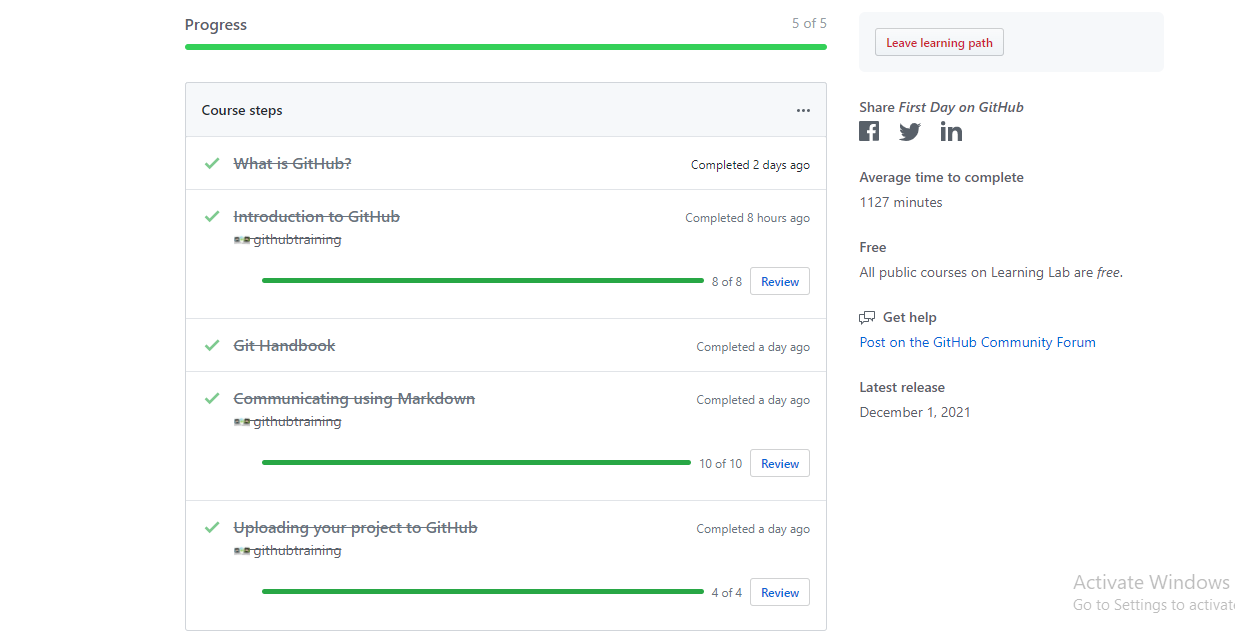 Progress
5 of 5
Course steps
What is GitHub?
Completed 2 days ago
Introduction to GitHub
Completed 8 hours ago
githubtraining
8 of 8
Review
Git Handbook
Completed a day ago
Communicating using Markdown
Completed a day ago
githubtraining
10 of 10
Review
Uploading your project to GitHub
Completed a day ago
githubtraining
4 of 4
Review
Leave learning path
Share First Day on GitHub
Average time to complete
1127 minutes
Free
All public courses on Learning Lab are free.
Get help
Post on the GitHub Community Forum
Latest release
December 1, 2021
Activate Windows
Go to Settings to activate